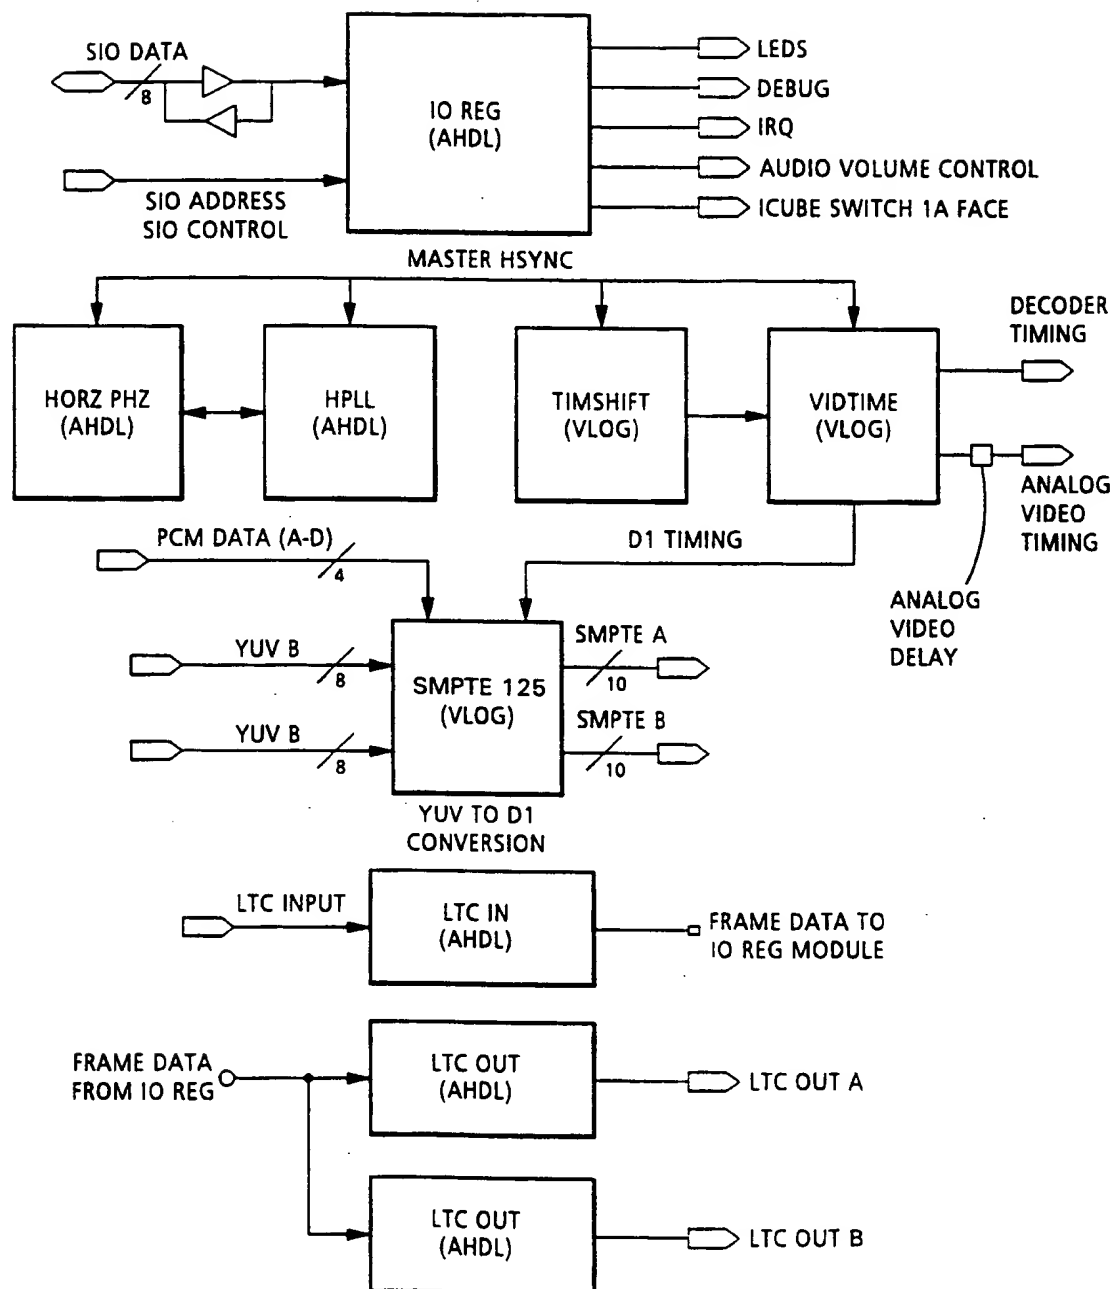 SIO DATA
8
IO REG
(AHDL)
LEDS
DEBUG
IRQ
AUDIO VOLUME CONTROL
ICUBE SWITCH 1A FACE
SIO ADDRESS
SIO CONTROL
MASTER HSYNC
HORZ PHZ
(AHDL)
HPLL
(AHDL)
TIMSHIFT
(VLOG)
VIDTIME
(VLOG)
DECODER
TIMING
ANALOG
VIDEO
TIMING
ANALOG
VIDEO
DELAY
PCM DATA (A-D)
4
D1 TIMING
YUV B
8
YUV B
8
SMPTE 125
(VLOG)
SMPTE A
10
SMPTE B
10
YUV TO D1
CONVERSION
LTC INPUT
LTC IN
(AHDL)
FRAME DATA TO
IO REG MODULE
FRAME DATA
FROM IO REG
LTC OUT
(AHDL)
LTC OUT A
LTC OUT
(AHDL)
LTC OUT B